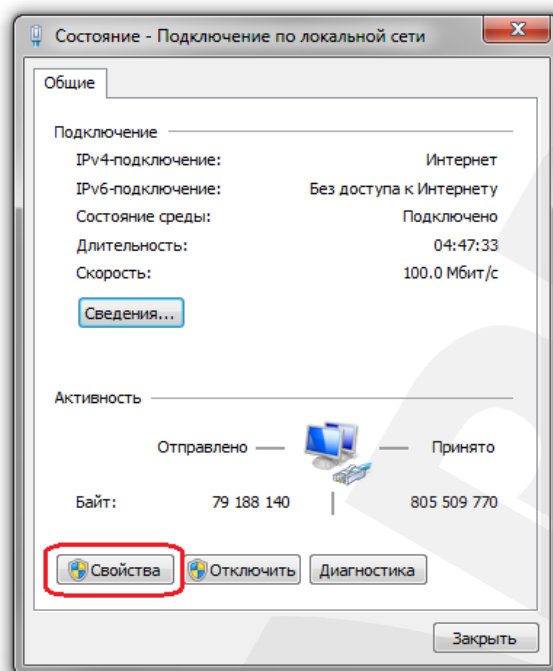 Состояние - Подключение по локальной сети
Общие
Подключение
IPv4-подключение: Интернет
IPv6-подключение: Без доступа к Интернету
Состояние среды: Подключено
Длительность: 04:47:33
Скорость: 100.0 Мбит/с
Сведения...
Активность
Отправлено — — Принято
Байт: 79 188 140 | 805 509 770
Свойства Отключить Диагностика
Закрыть